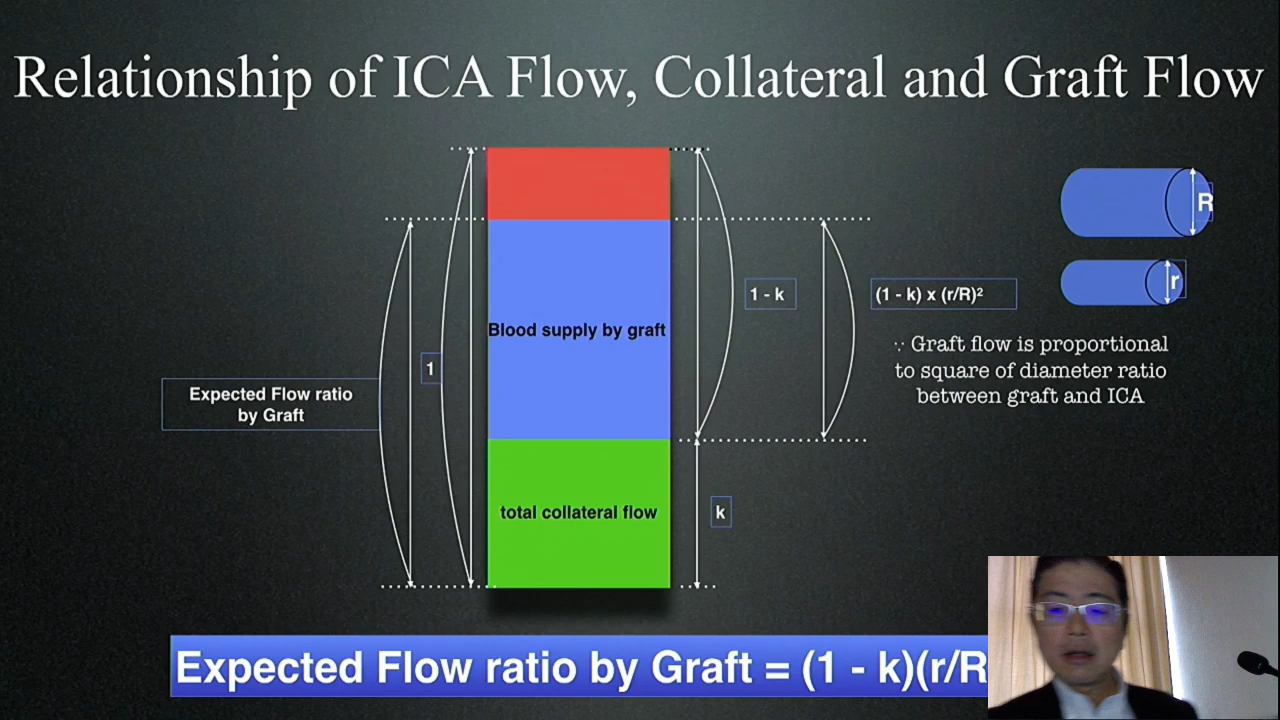 Relationship of ICA Flow, Collateral and Graft Flow
R
r
1 - k
(1 - k) x (r/R)²
Blood supply by graft
∵ Graft flow is proportional
to square of diameter ratio
between graft and ICA
1
Expected Flow ratio
by Graft
total collateral flow
k
Expected Flow ratio by Graft = (1 - k)(r/R